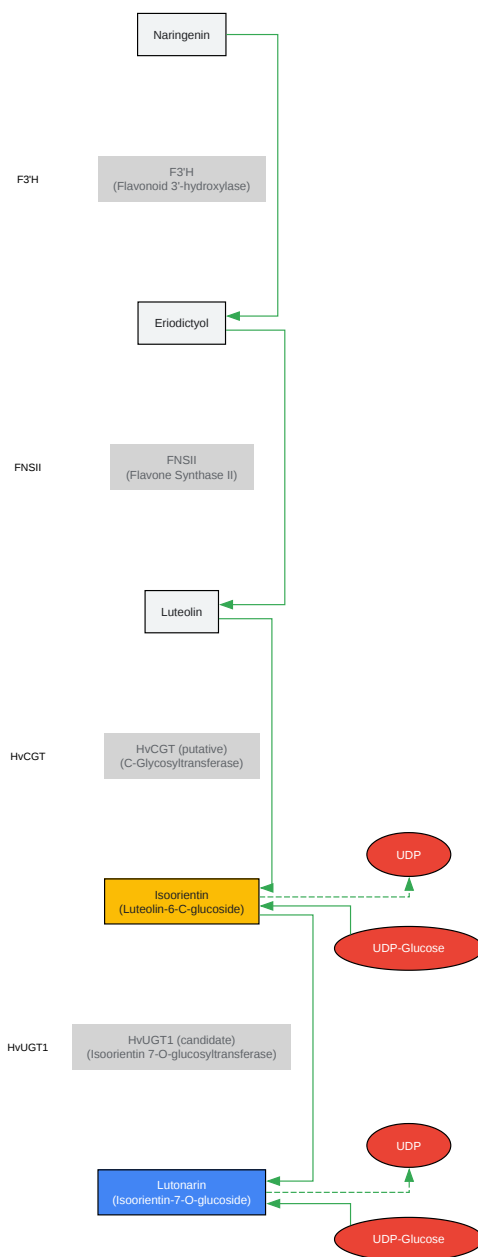 Naringenin
F3'H
F3'H
(Flavonoid 3'-hydroxylase)
Eriodictyol
FNSII
FNSII
(Flavone Synthase II)
Luteolin
HvCGT
HvCGT (putative)
(C-Glycosyltransferase)
UDP
Isoorientin
(Luteolin-6-C-glucoside)
UDP-Glucose
HvUGT1
HvUGT1 (candidate)
(Isoorientin 7-O-glucosyltransferase)
UDP
Lutonarin
(Isoorientin-7-O-glucoside)
UDP-Glucose